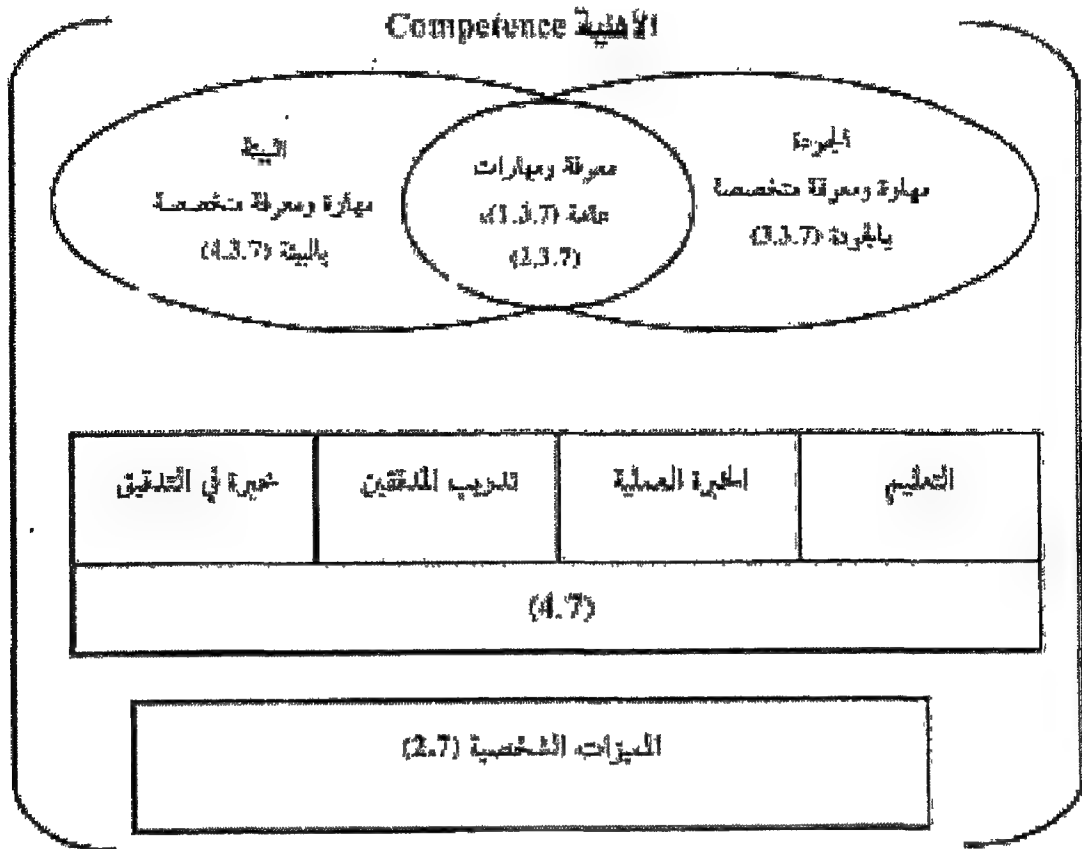 الأهلية Competence
الجودة
مهارة ومعرفة متخصصة
بالجودة (3.3.7)
معرفة ومهارات
عامة (1.3.7)،
(2.3.7)
البيئة
مهارة ومعرفة متخصصة
بالبيئة (4.3.7)
التعليم
الخبرة العملية
تدريب المدققين
خبرة في التدقيق
(4.7)
الميزات الشخصية (2.7)